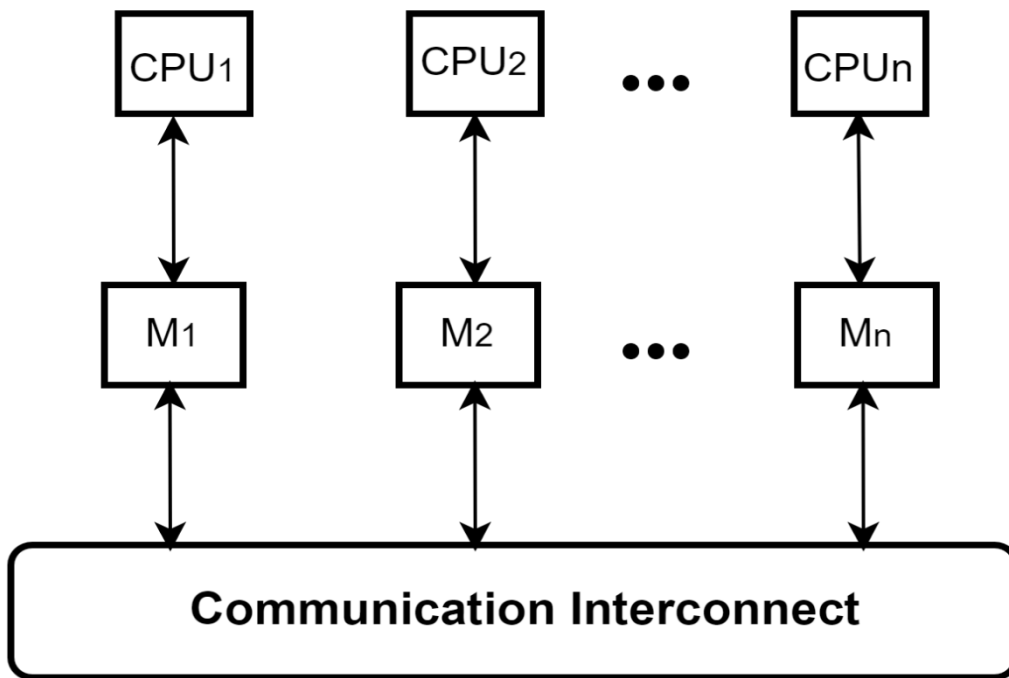 CPU1 CPU2 ••• CPUn
M1 M2 ••• Mn
Communication Interconnect